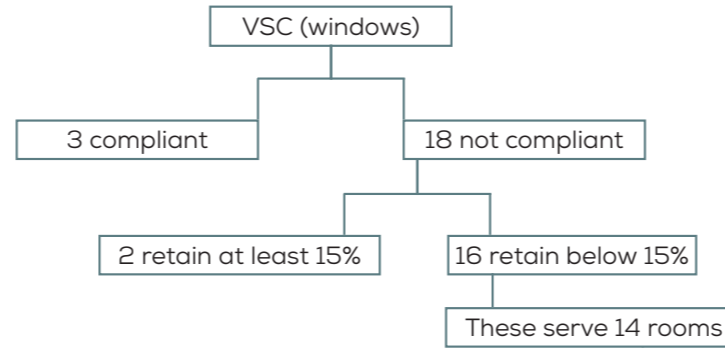 VSC (windows)
3 compliant
18 not compliant
2 retain at least 15%
16 retain below 15%
These serve 14 rooms